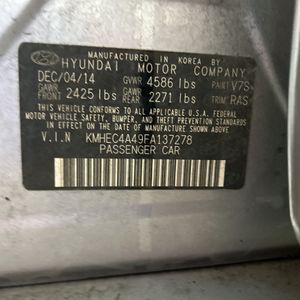 MANUFACTURED IN KOREA BY
HYUNDAI MOTOR COMPANY
DEC/04/14 GVWR 4586 lbs PAINT V7S
GAWR FRONT 2425 lbs GAWR REAR 2271 lbs TRIM RAS
THIS VEHICLE CONFORMS TO ALL APPLICABLE U.S.A. FEDERAL
MOTOR VEHICLE SAFETY, BUMPER, AND THEFT PREVENTION
STANDARDS IN EFFECT ON THE DATE OF MANUFACTURE SHOWN ABOVE.
V.I.N KMHEC4A49FA137278
PASSENGER CAR